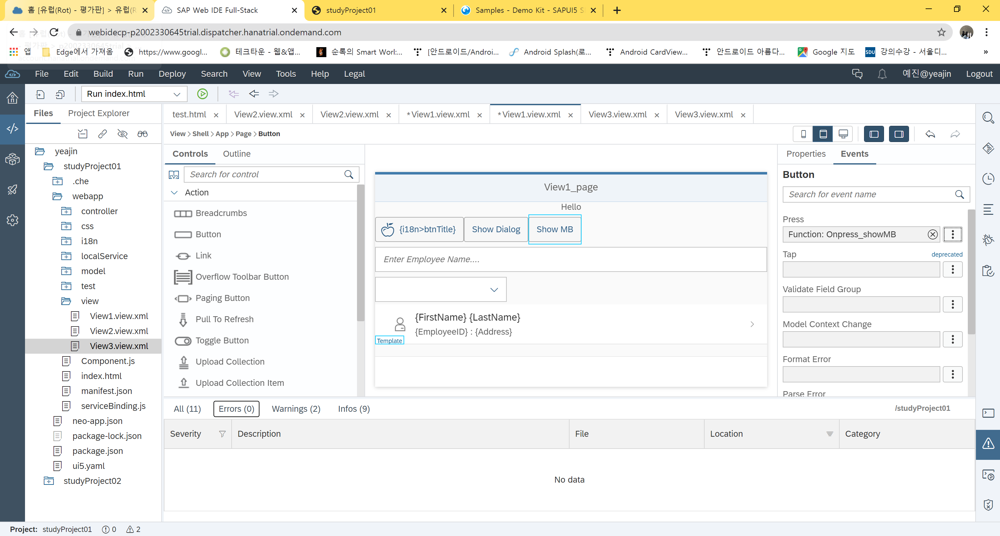 홈 [유럽(Rot) - 평가판] > 유럽(R
SAP Web IDE Full-Stack
studyProject01
Samples - Demo Kit - SAPUI5 S
webidecp-p2002330645trial.dispatcher.hanatrial.ondemand.com
앱
Edge에서 가져옴
https://www.googl...
테크타운 - 웹&앱...
순록의 Smart Worl:...
[안드로이드/Androi...
Android Splash(로...
Android CardView...
안드로이드 아름다...
Google 지도
SDU
강의수강 - 서울디...
»
File Edit Build Run Deploy Search View Tools Help Legal
예진@yeajin
Logout
Run index.html
Files
Project Explorer
test.html
View2.view.xml
View2.view.xml
*View1.view.xml
*View1.view.xml
View3.view.xml
View3.view.xml
View > Shell > App > Page > Button
yeajin
studyProject01
.che
webapp
controller
css
i18n
localService
model
test
view
View1.view.xml
View2.view.xml
View3.view.xml
Component.js
index.html
manifest.json
serviceBinding.js
neo-app.json
package-lock.json
package.json
ui5.yaml
studyProject02
Controls
Outline
Search for control
Action
Breadcrumbs
Button
Link
Overflow Toolbar Button
Paging Button
Pull To Refresh
Toggle Button
Upload Collection
Upload Collection Item
View1_page
Hello
{i18n>btnTitle}
Show Dialog
Show MB
Enter Employee Name....
{FirstName} {LastName}
{EmployeeID} : {Address}
Template
Properties
Events
Button
Search for event name
Press
Function: Onpress_showMB
Tap
deprecated
Validate Field Group
Model Context Change
Format Error
Parse Error
All (11)
Errors (0)
Warnings (2)
Infos (9)
/studyProject01
Severity
Description
File
Location
Category
No data
Project: studyProject01
0
2